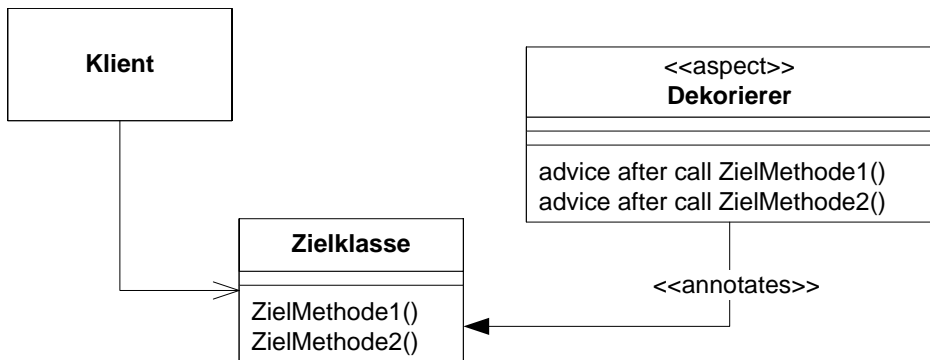 Klient
<<aspect>>
Dekorierer
advice after call ZielMethode1()
advice after call ZielMethode2()
Zielklasse
ZielMethode1()
ZielMethode2()
<<annotates>>